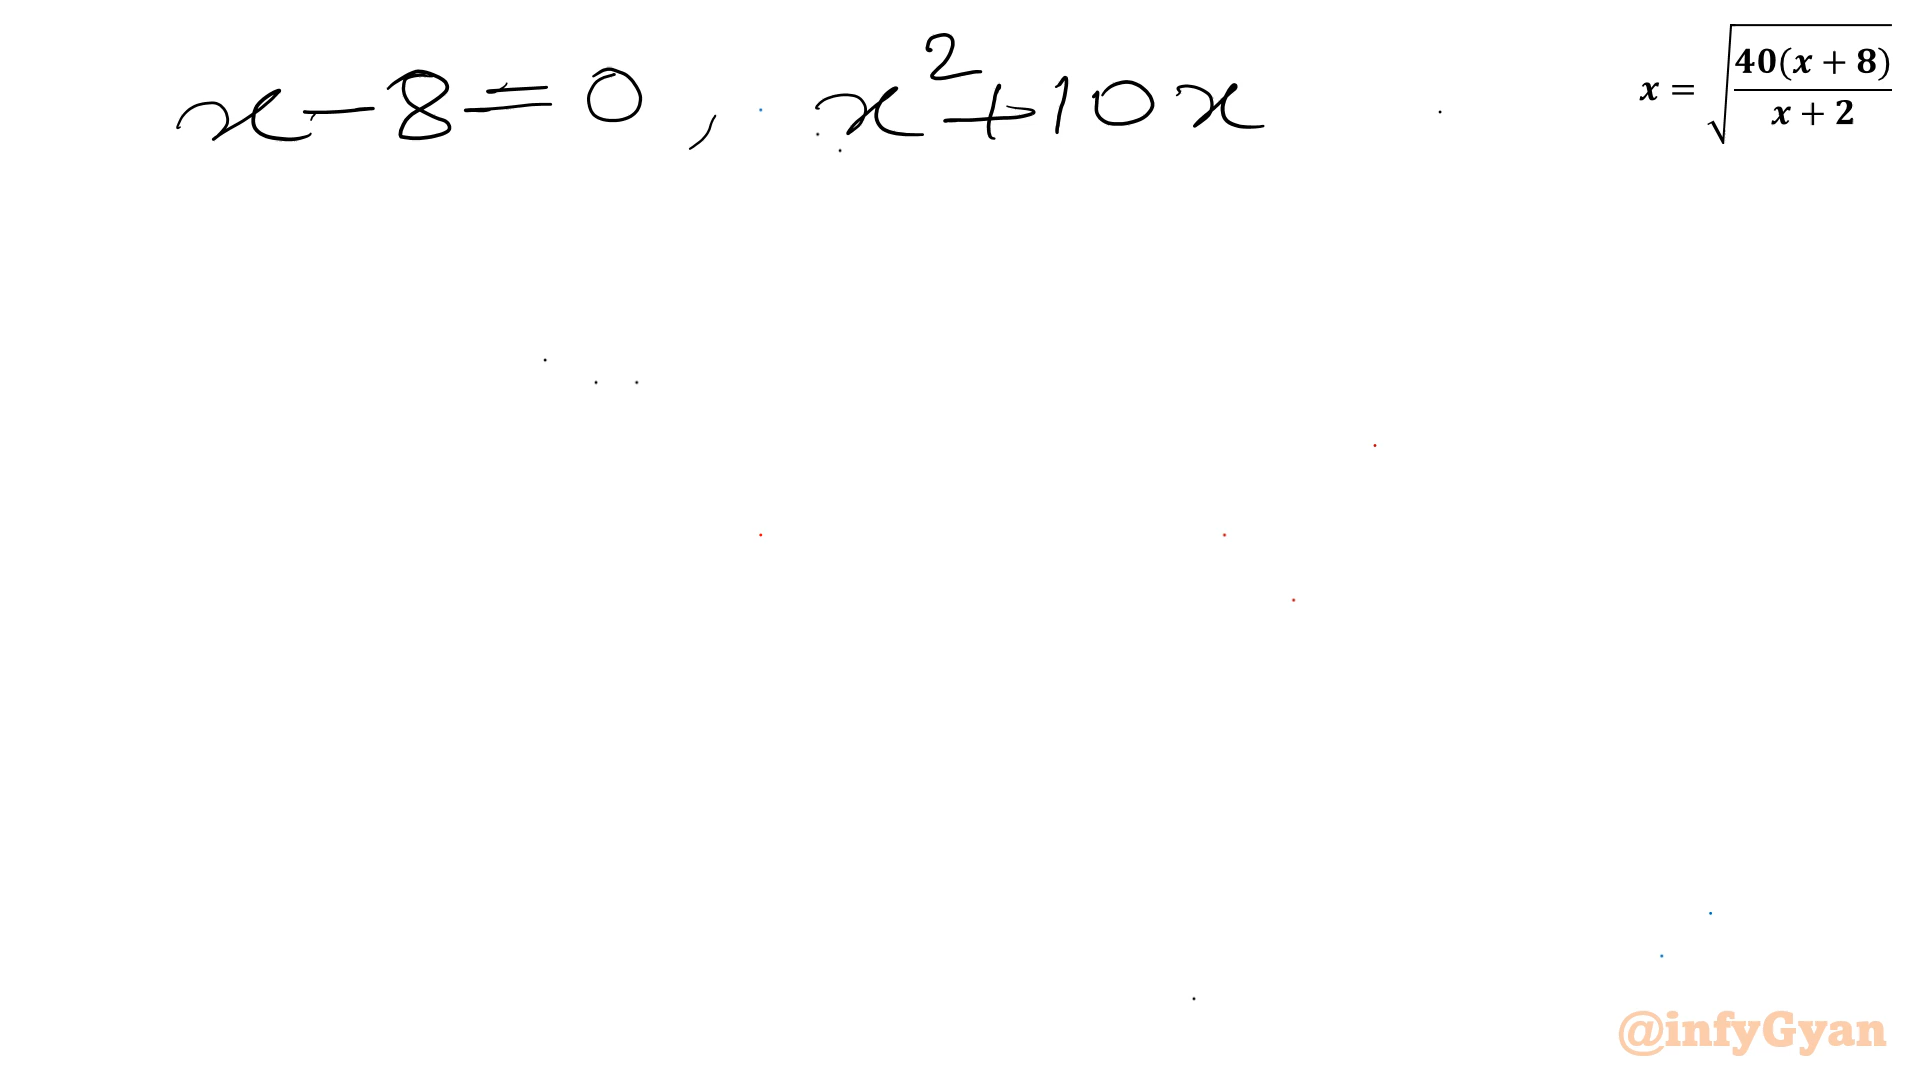 x - 8 = 0 , x² + 10x
x = √(40(x + 8)/(x + 2))
@infyGyan